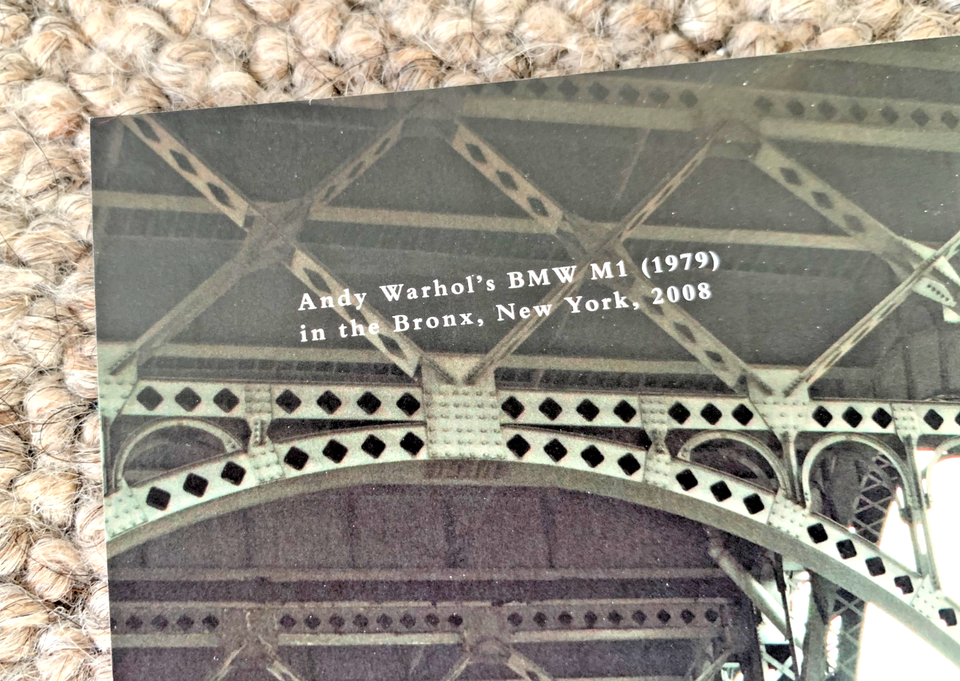 Andy Warhol's BMW M1 (1979)
in the Bronx, New York, 2008